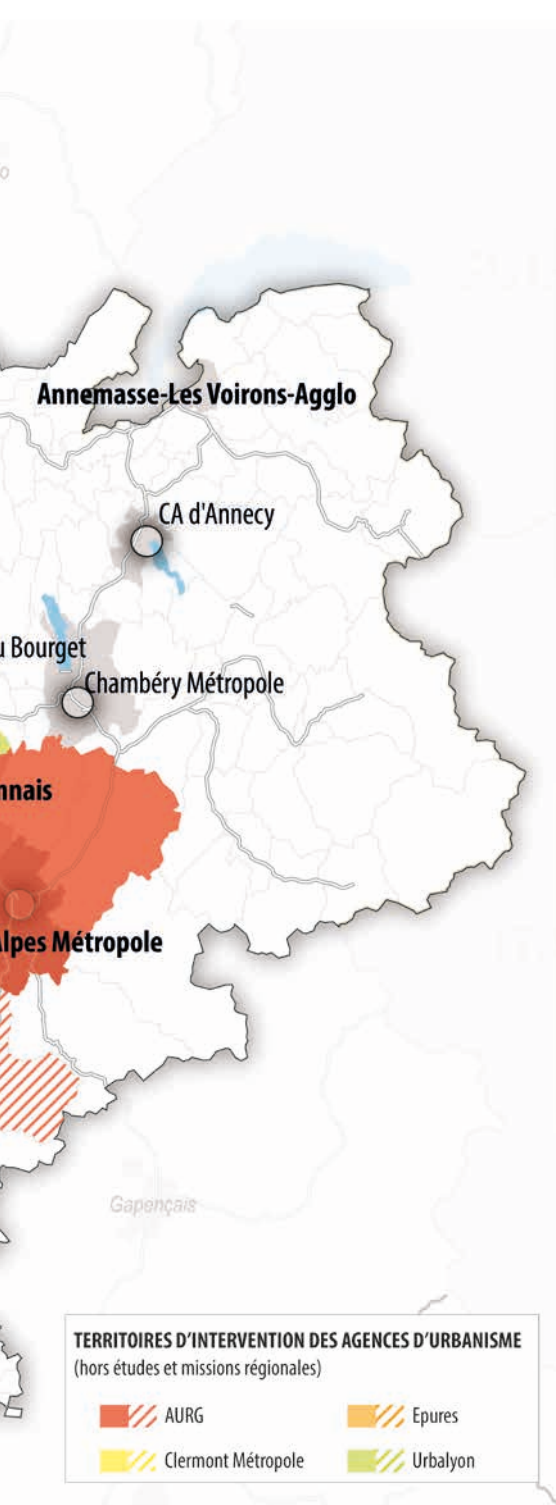 Annemasse-Les Voirons-Agglo
CA d'Annecy
u Bourget
Chambéry Métropole
nnais
Alpes Métropole
Gapençais
TERRITOIRES D'INTERVENTION DES AGENCES D'URBANISME
(hors études et missions régionales)
AURG
Epures
Clermont Métropole
Urbalyon